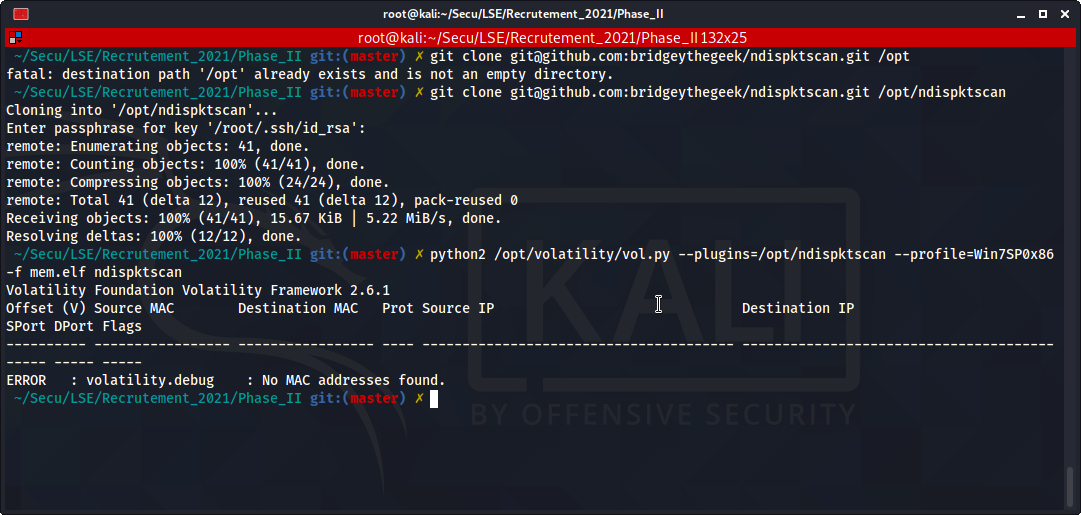 root@kali:~/Secu/LSE/Recrutement_2021/Phase_II
root@kali:~/Secu/LSE/Recrutement_2021/Phase_II 132x25
~/Secu/LSE/Recrutement_2021/Phase_II git:(master) ✗ git clone git@github.com:bridgeythegeek/ndispktscan.git /opt
fatal: destination path '/opt' already exists and is not an empty directory.
~/Secu/LSE/Recrutement_2021/Phase_II git:(master) ✗ git clone git@github.com:bridgeythegeek/ndispktscan.git /opt/ndispktscan
Cloning into '/opt/ndispktscan'...
Enter passphrase for key '/root/.ssh/id_rsa':
remote: Enumerating objects: 41, done.
remote: Counting objects: 100% (41/41), done.
remote: Compressing objects: 100% (24/24), done.
remote: Total 41 (delta 12), reused 41 (delta 12), pack-reused 0
Receiving objects: 100% (41/41), 15.67 KiB | 5.22 MiB/s, done.
Resolving deltas: 100% (12/12), done.
~/Secu/LSE/Recrutement_2021/Phase_II git:(master) ✗ python2 /opt/volatility/vol.py --plugins=/opt/ndispktscan --profile=Win7SP0x86
-f mem.elf ndispktscan
Volatility Foundation Volatility Framework 2.6.1
Offset (V) Source MAC        Destination MAC   Prot Source IP                               Destination IP
SPort DPort Flags
---------- ----------------- ----------------- ---- --------------------------------------- ---------------------------------------
----- ----- -----
ERROR   : volatility.debug    : No MAC addresses found.
~/Secu/LSE/Recrutement_2021/Phase_II git:(master) ✗
KALI
BY OFFENSIVE SECURITY